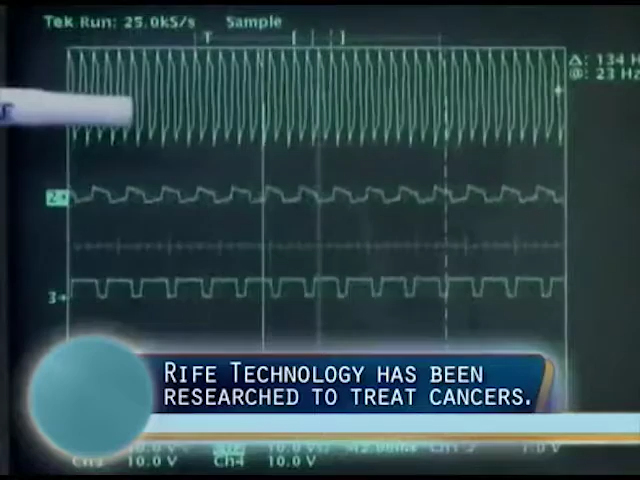 Tek Run: 25.0kS/s Sample
T [ ]
Δ: 134 H
@: 23 Hz
2→
3→
RIFE TECHNOLOGY HAS BEEN
RESEARCHED TO TREAT CANCERS.
Ch3 10.0 V Ch4 10.0 V